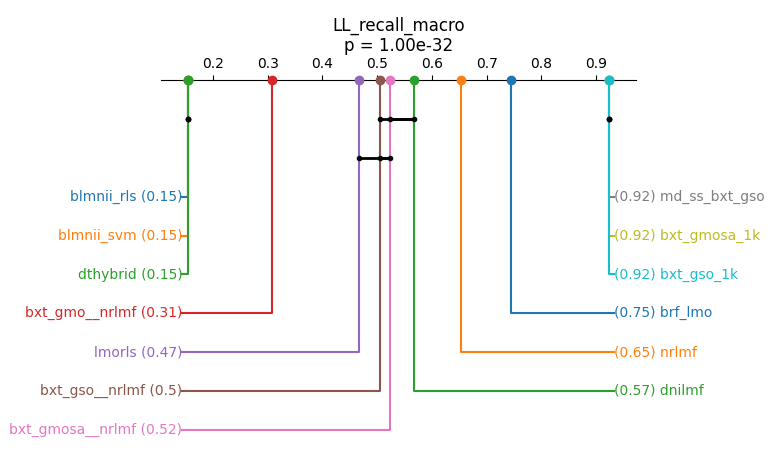 LL_recall_macro
p = 1.00e-32
0.2 0.3 0.4 0.5 0.6 0.7 0.8 0.9
blmnii_rls (0.15) (0.92) md_ss_bxt_gso
blmnii_svm (0.15) (0.92) bxt_gmosa_1k
dthybrid (0.15) (0.92) bxt_gso_1k
bxt_gmo__nrlmf (0.31) (0.75) brf_lmo
lmorls (0.47) (0.65) nrlmf
bxt_gso__nrlmf (0.5) (0.57) dnilmf
bxt_gmosa__nrlmf (0.52)